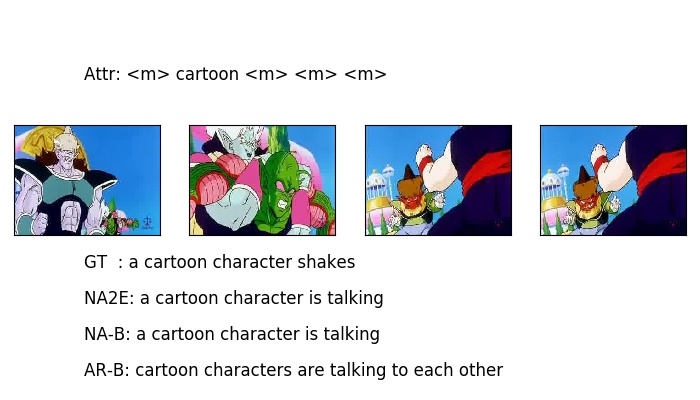 Attr: <m> cartoon <m> <m> <m>
GT  : a cartoon character shakes
NA2E: a cartoon character is talking
NA-B: a cartoon character is talking
AR-B: cartoon characters are talking to each other